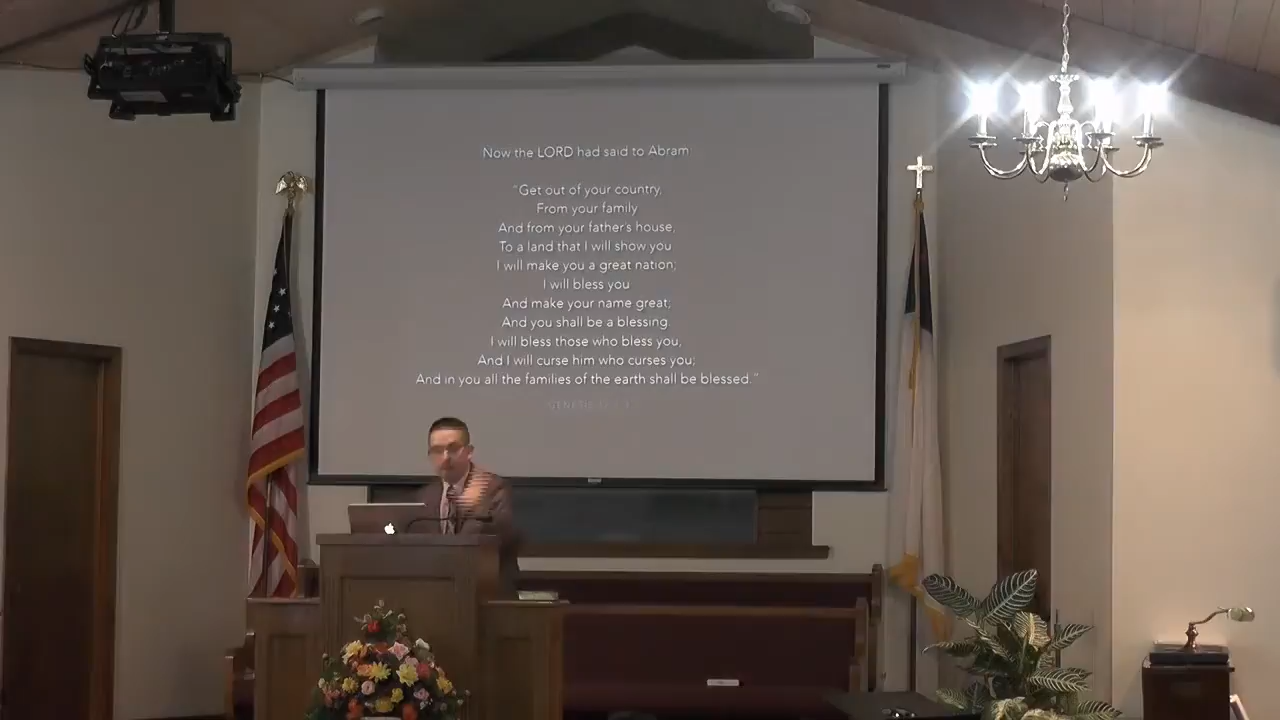 Now the LORD had said to Abram
"Get out of your country,
From your family
And from your father's house,
To a land that I will show you
I will make you a great nation;
I will bless you
And make your name great;
And you shall be a blessing.
I will bless those who bless you,
And I will curse him who curses you;
And in you all the families of the earth shall be blessed."
GENESIS